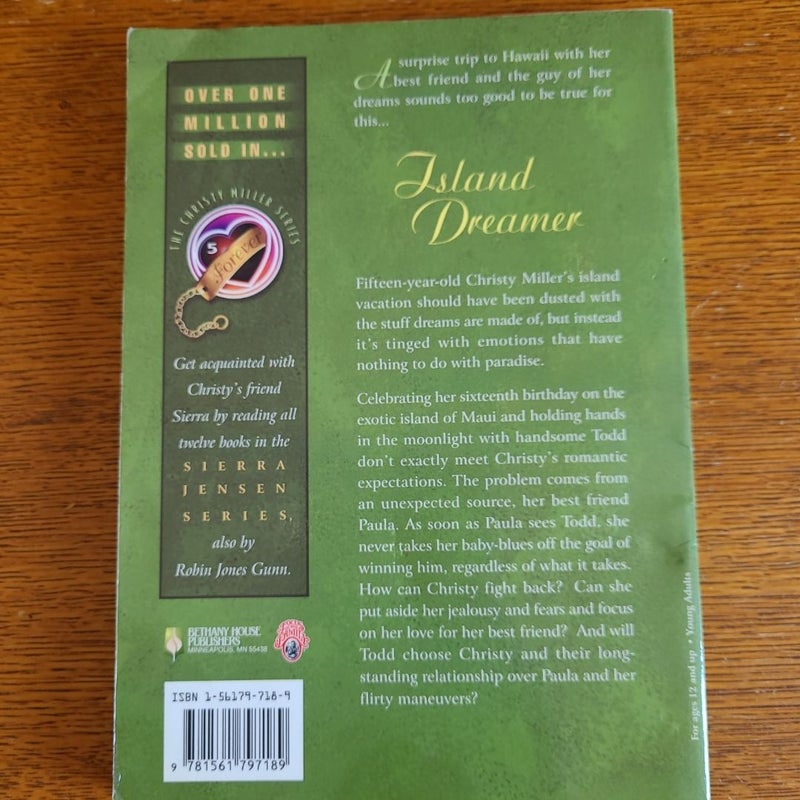 OVER ONE
MILLION
SOLD IN...
THE CHRISTY MILLER SERIES
5
Forever
Get acquainted with
Christy's friend
Sierra by reading all
twelve books in the
SIERRA
JENSEN
SERIES,
also by
Robin Jones Gunn.
BETHANY HOUSE
PUBLISHERS
MINNEAPOLIS, MN 55438
ISBN 1-56179-718-9
9 781561 797189
A surprise trip to Hawaii with her
best friend and the guy of her
dreams sounds too good to be true for
this...
Island
Dreamer
Fifteen-year-old Christy Miller's island
vacation should have been dusted with
the stuff dreams are made of, but instead
it's tinged with emotions that have
nothing to do with paradise.
Celebrating her sixteenth birthday on the
exotic island of Maui and holding hands
in the moonlight with handsome Todd
don't exactly meet Christy's romantic
expectations. The problem comes from
an unexpected source, her best friend
Paula. As soon as Paula sees Todd, she
never takes her baby-blues off the goal of
winning him, regardless of what it takes.
How can Christy fight back? Can she
put aside her jealousy and fears and focus
on her love for her best friend? And will
Todd choose Christy and their long-
standing relationship over Paula and her
flirty maneuvers?
For ages 12 and up • Young Adults